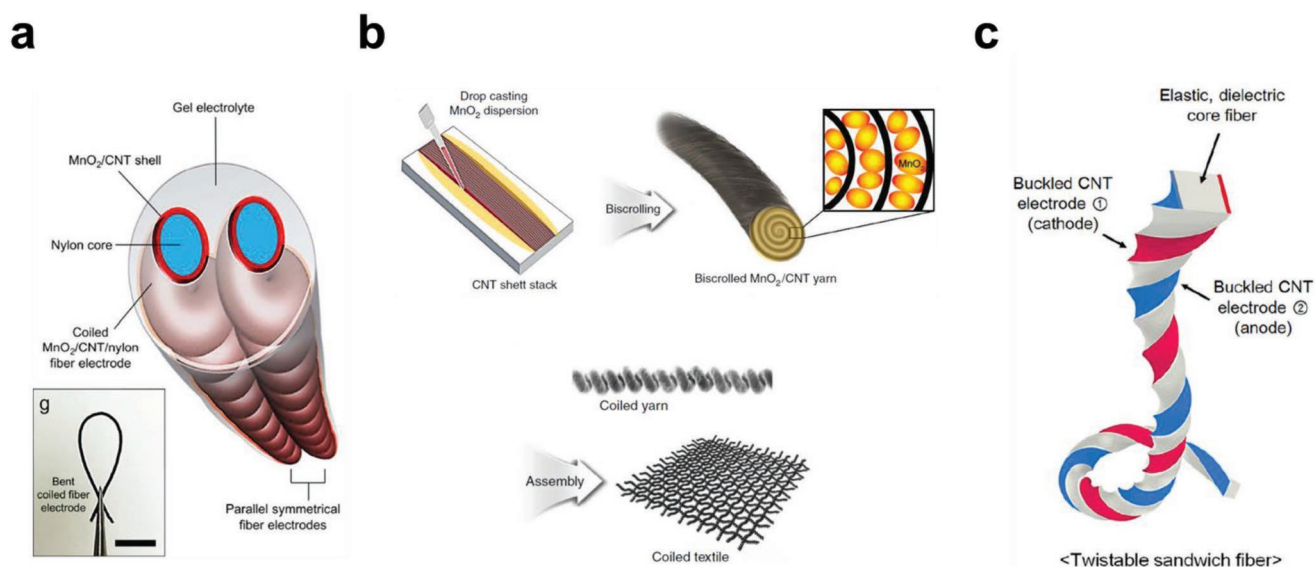 a
Gel electrolyte
MnO₂/CNT shell
Nylon core
Coiled
MnO₂/CNT/nylon
fiber electrode
g
Bent
coiled fiber
electrode
Parallel symmetrical
fiber electrodes
b
Drop casting
MnO₂ dispersion
CNT shett stack
Biscrolling
MnO₂
Biscrolled MnO₂/CNT yarn
Coiled yarn
Assembly
Coiled textile
c
Elastic, dielectric
core fiber
Buckled CNT
electrode ①
(cathode)
Buckled CNT
electrode ②
(anode)
<Twistable sandwich fiber>